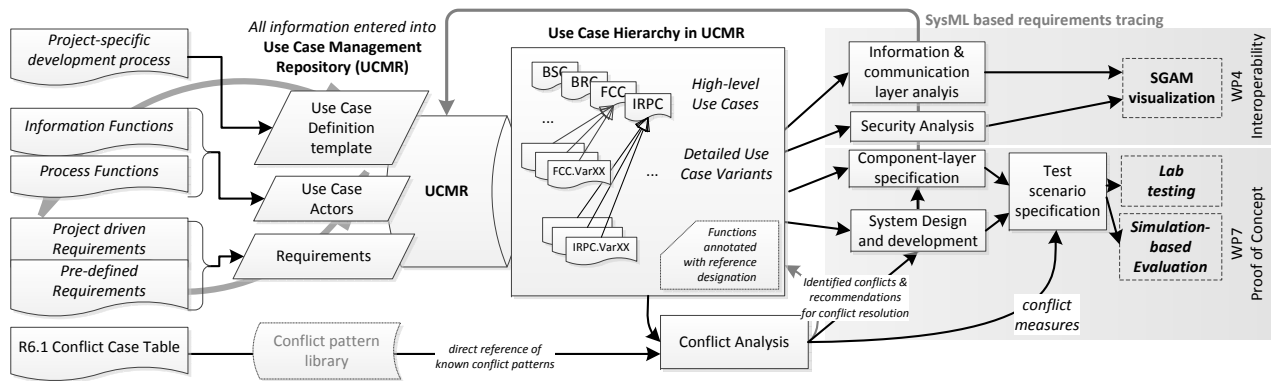 Project-specific
development process
Information Functions
Process Functions
Project driven
Requirements
Pre-defined
Requirements
R6.1 Conflict Case Table
All information entered into
Use Case Management
Repository (UCMR)
Use Case
Definition
template
Use Case
Actors
Requirements
Conflict pattern
library
UCMR
direct reference of
known conflict patterns
Use Case Hierarchy in UCMR
BSC
BRC
FCC
IRPC
...
FCC.VarXX
IRPC.VarXX
High-level
Use Cases
Detailed Use
Case Variants
...
Functions
annotated
with reference
designation
Conflict Analysis
Identified conflicts &
recommendations
for conflict resolution
conflict
measures
SysML based requirements tracing
Information &
communication
layer analyis
Security Analysis
Component-layer
specification
System Design
and development
Test
scenario
specification
SGAM
visualization
Lab
testing
Simulation-
based
Evaluation
WP4
Interoperability
WP7
Proof of Concept